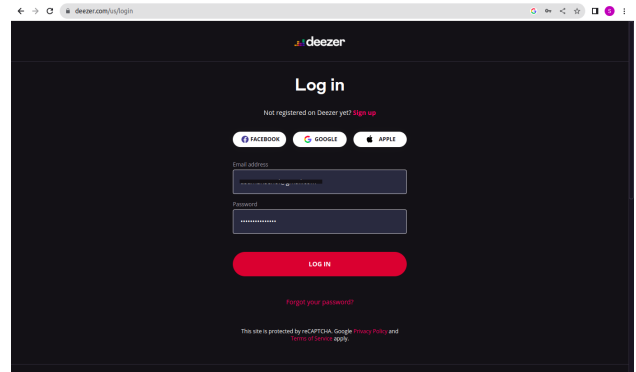 deezer.com/us/login
S
deezer
Log in
Not registered on Deezer yet? Sign up
FACEBOOK
GOOGLE
APPLE
Email address
Password
LOG IN
Forgot your password?
This site is protected by reCAPTCHA. Google Privacy Policy and
Terms of Service apply.